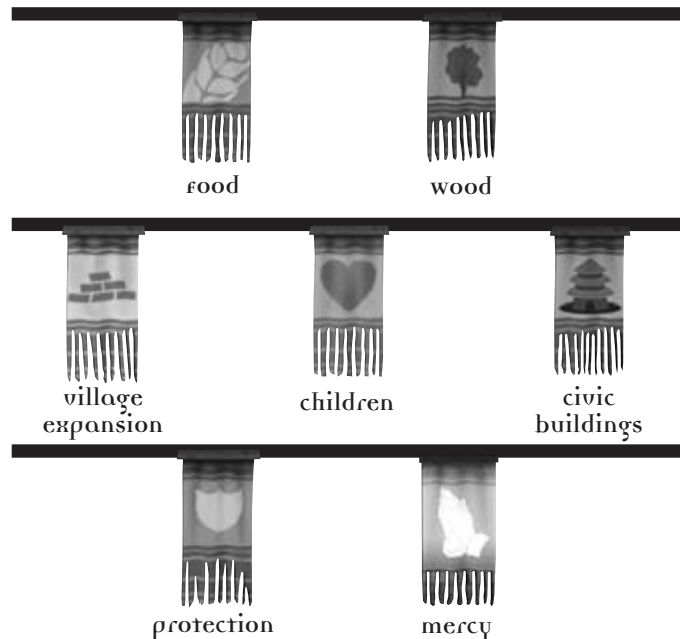 food wood
village children civic
expansion buildings
protection mercy